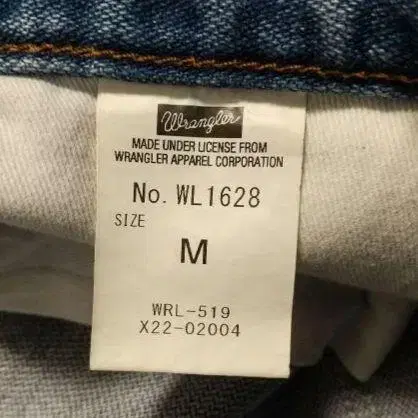 Wrangler
MADE UNDER LICENSE FROM
WRANGLER APPAREL CORPORATION
No. WL1628
SIZE
M
WRL-519
X22-02004